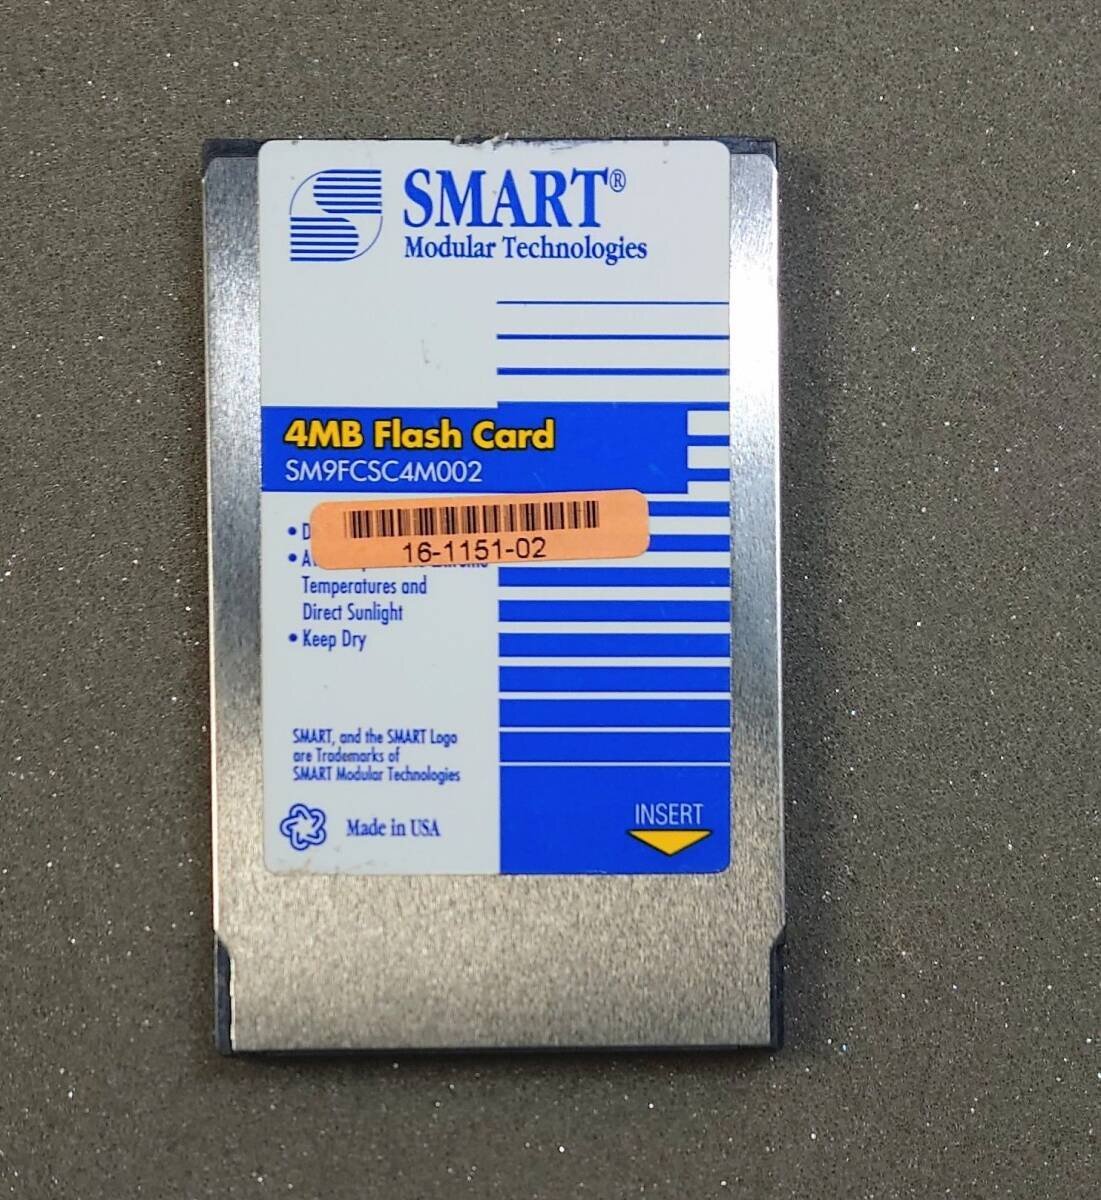 SMART®
Modular Technologies
4MB Flash Card
SM9FCSC4M002
16-1151-02
Temperatures and
Direct Sunlight
• Keep Dry
SMART, and the SMART Logo
are Trademarks of
SMART Modular Technologies
Made in USA
INSERT